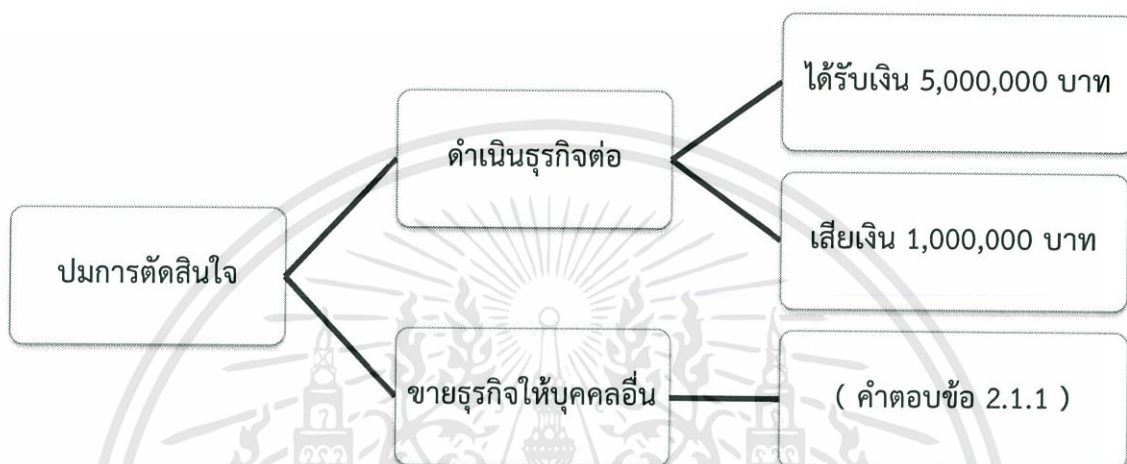 ได้รับเงิน 5,000,000 บาท
ดำเนินธุรกิจต่อ
เสียเงิน 1,000,000 บาท
ปมการตัดสินใจ
ขายธุรกิจให้บุคคลอื่น
( คำตอบข้อ 2.1.1 )